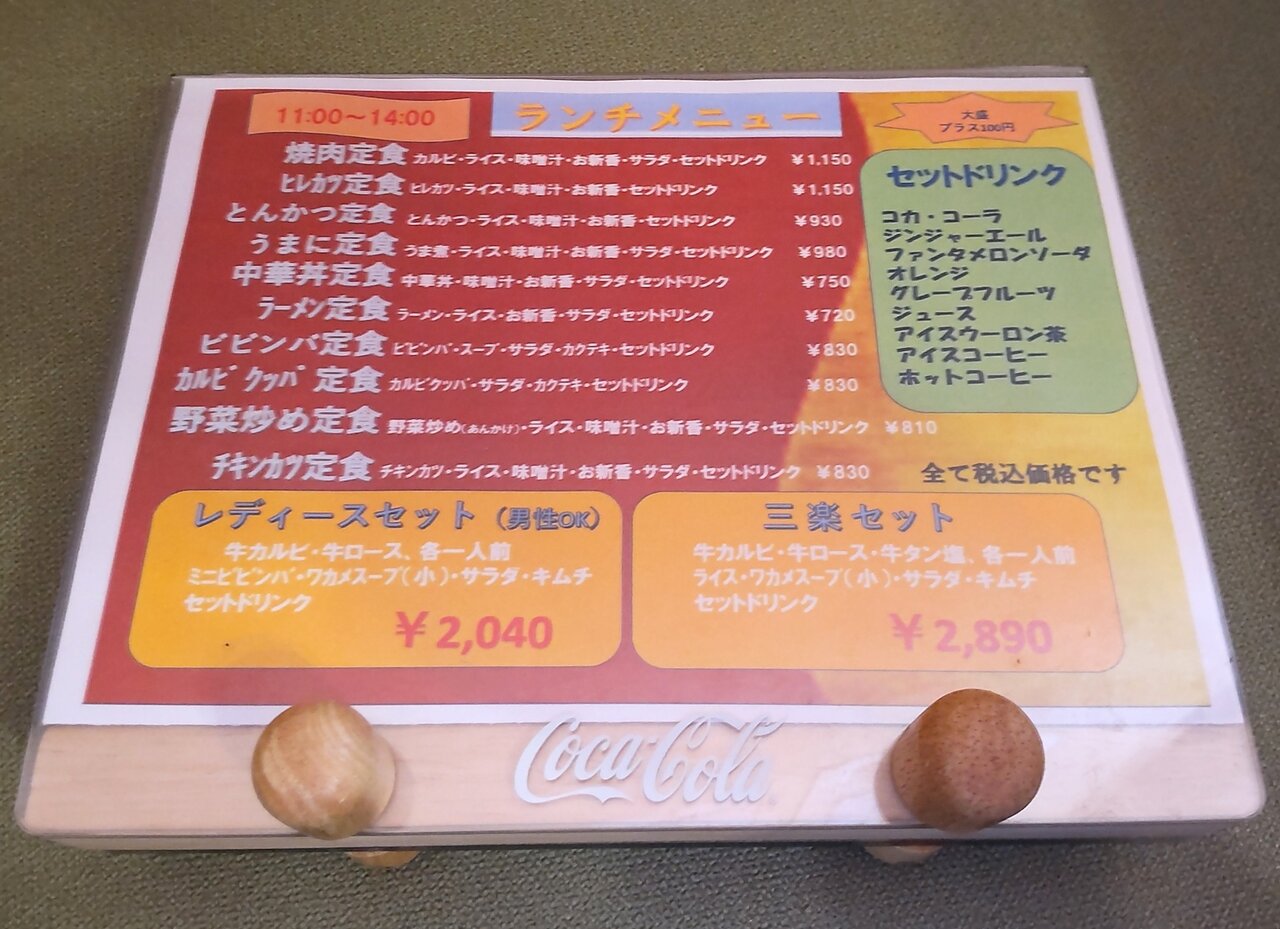 11:00～14:00
ランチメニュー
大盛
プラス100円
焼肉定食 カルビ・ライス・味噌汁・お新香・サラダ・セットドリンク ￥1,150
ヒレカツ定食 ヒレカツ・ライス・味噌汁・お新香・セットドリンク ￥1,150
とんかつ定食 とんかつ・ライス・味噌汁・お新香・セットドリンク ￥930
うまに定食 うま煮・ライス・味噌汁・お新香・サラダ・セットドリンク ￥980
中華丼定食 中華丼・味噌汁・お新香・サラダ・セットドリンク ￥750
ラーメン定食 ラーメン・ライス・お新香・サラダ・セットドリンク ￥720
ビビンバ定食 ビビンバ・スープ・サラダ・カクテキ・セットドリンク ￥830
カルビクッパ定食 カルビクッパ・サラダ・カクテキ・セットドリンク ￥830
野菜炒め定食 野菜炒め(あんかけ)・ライス・味噌汁・お新香・サラダ・セットドリンク ￥810
チキンカツ定食 チキンカツ・ライス・味噌汁・お新香・サラダ・セットドリンク ￥830
セットドリンク
コカ・コーラ
ジンジャーエール
ファンタメロンソーダ
オレンジ
グレープフルーツ
ジュース
アイスウーロン茶
アイスコーヒー
ホットコーヒー
全て税込価格です
レディースセット（男性OK）
牛カルビ・牛ロース、各一人前
ミニビビンバ・ワカメスープ(小)・サラダ・キムチ
セットドリンク
￥2,040
三楽セット
牛カルビ・牛ロース・牛タン塩、各一人前
ライス・ワカメスープ(小)・サラダ・キムチ
セットドリンク
￥2,890
Coca-Cola